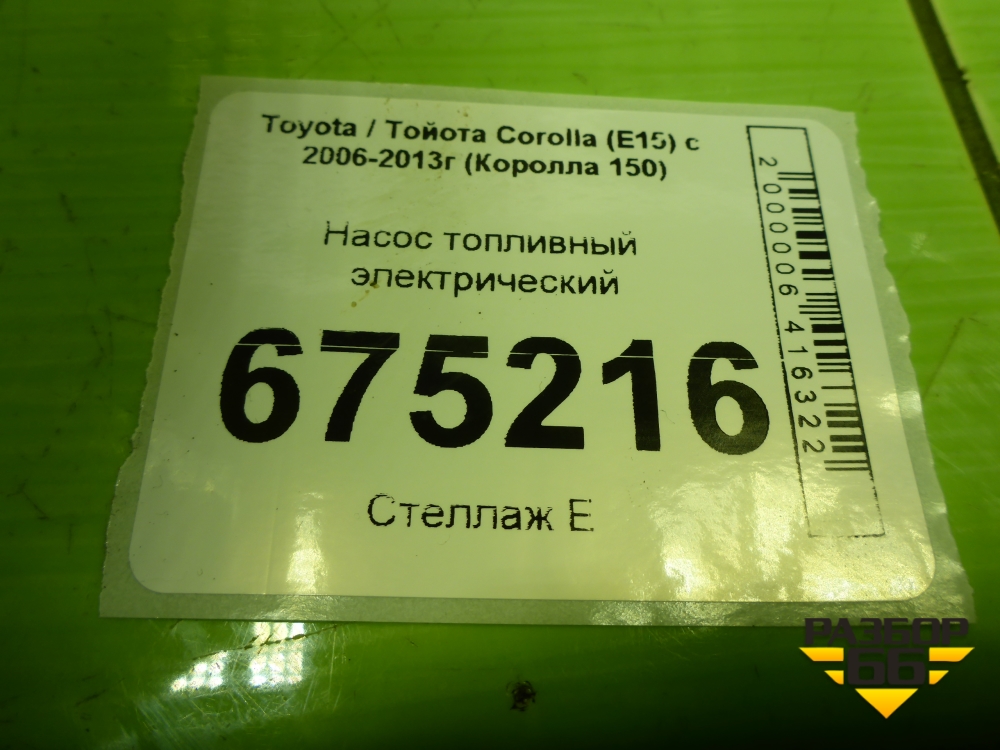 Toyota / Тойота Corolla (E15) с
2006-2013г (Королла 150)
Насос топливный
электрический
675216
Стеллаж Е
2000006416322
РАЗБОР
66